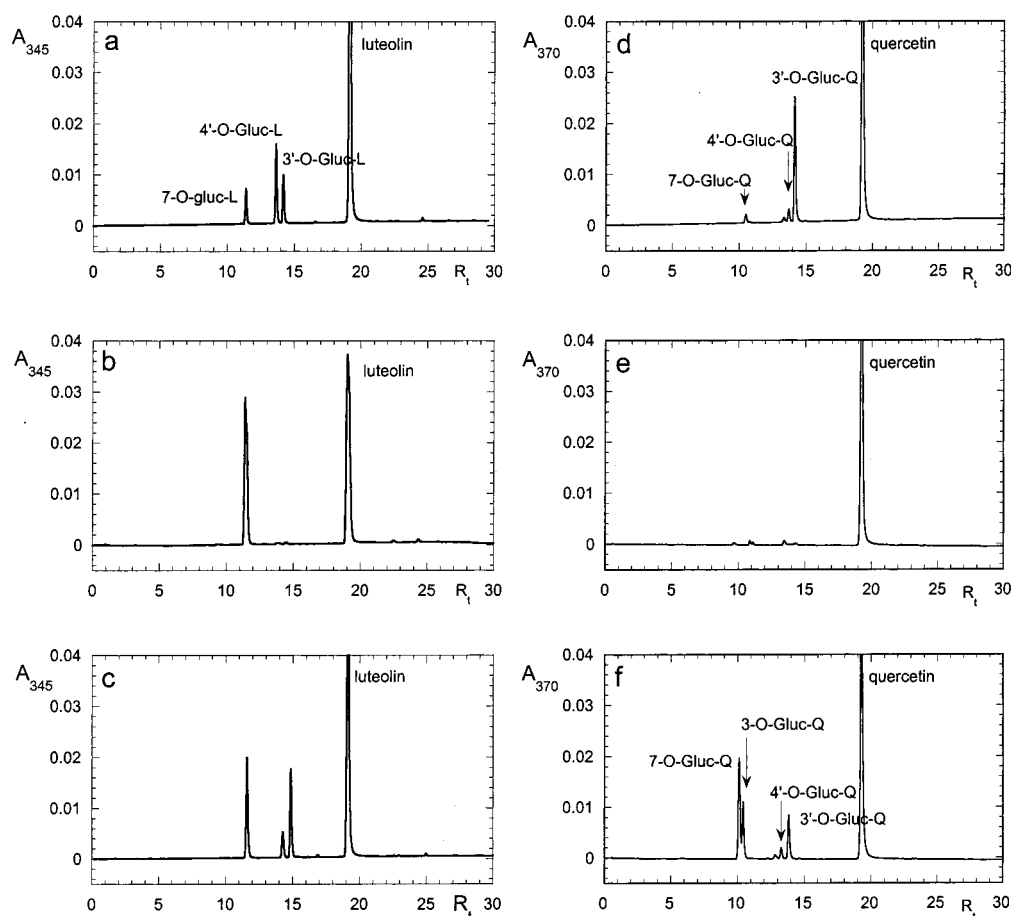 0.04
A345
a
luteolin
0.03
0.02
4'-O-Gluc-L
3'-O-Gluc-L
0.01
7-O-gluc-L
0
0 5 10 15 20 25 Rt 30
0.04
A370
d
quercetin
3'-O-Gluc-Q
0.03
0.02
4'-O-Gluc-Q
0.01
7-O-Gluc-Q
0
0 5 10 15 20 25 Rt 30
0.04
A345
b
luteolin
0.03
0.02
0.01
0
0 5 10 15 20 25 Rt 30
0.04
A370
e
quercetin
0.03
0.02
0.01
0
0 5 10 15 20 25 Rt 30
0.04
A345
c
luteolin
0.03
0.02
0.01
0
0 5 10 15 20 25 Rt 30
0.04
A370
f
quercetin
0.03
3-O-Gluc-Q
0.02
7-O-Gluc-Q
4'-O-Gluc-Q
0.01
3'-O-Gluc-Q
0
0 5 10 15 20 25 Rt 30